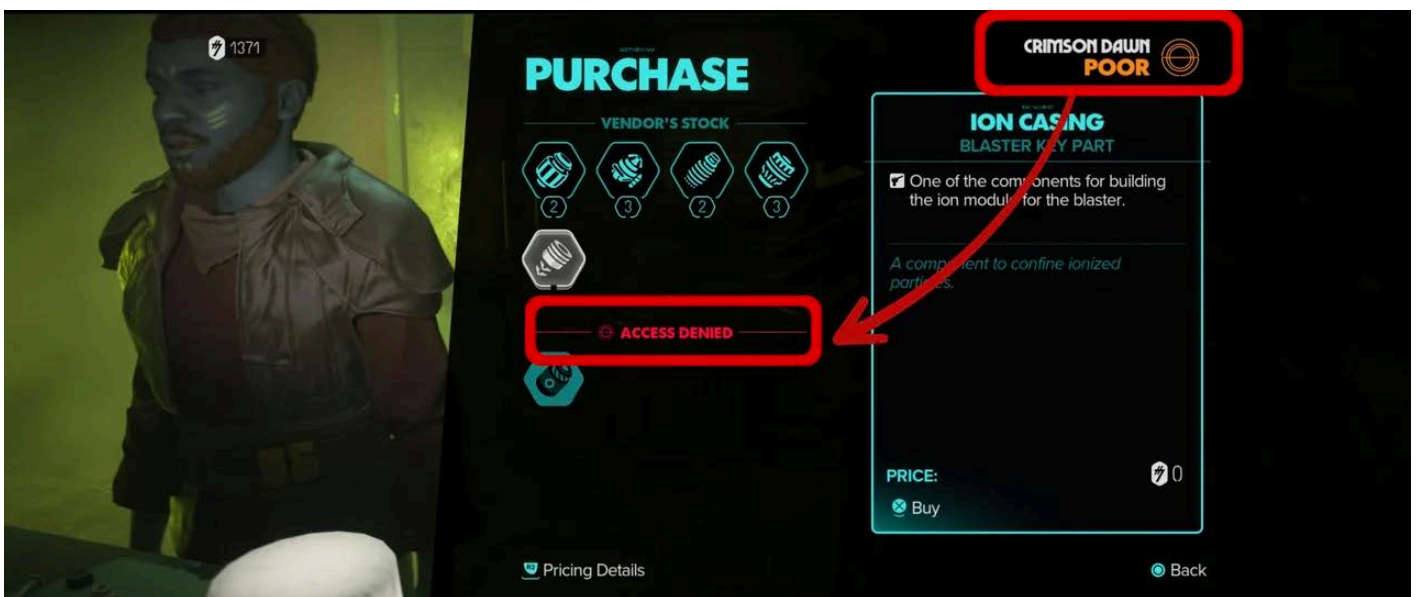 1371
PURCHASE
VENDOR'S STOCK
2
3
2
3
ACCESS DENIED
CRIMSON DAWN
POOR
ION CASING
BLASTER KEY PART
One of the components for building
the ion module for the blaster.
A component to confine ionized
particles.
PRICE:
0
Buy
R2 Pricing Details
Back